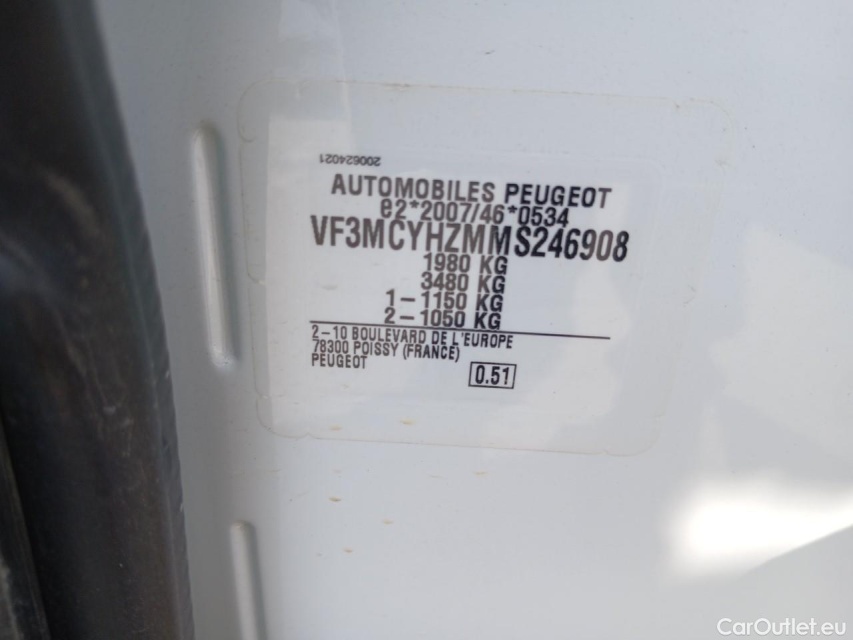 200624021
AUTOMOBILES PEUGEOT
e2*2007/46*0534
VF3MCYHZMMS246908
1980 KG
3480 KG
1-1150 KG
2-1050 KG
2-10 BOULEVARD DE L'EUROPE
78300 POISSY (FRANCE)
PEUGEOT
0.51
CarOutlet.eu